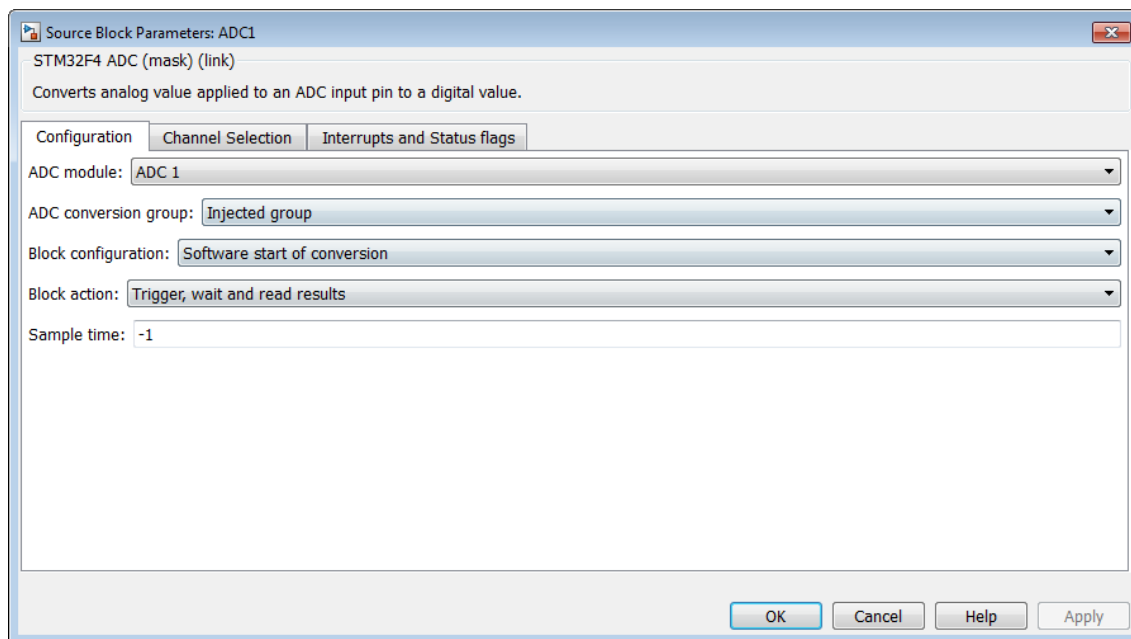 Source Block Parameters: ADC1
STM32F4 ADC (mask) (link)
Converts analog value applied to an ADC input pin to a digital value.
Configuration Channel Selection Interrupts and Status flags
ADC module: ADC 1
ADC conversion group: Injected group
Block configuration: Software start of conversion
Block action: Trigger, wait and read results
Sample time: -1
OK Cancel Help Apply